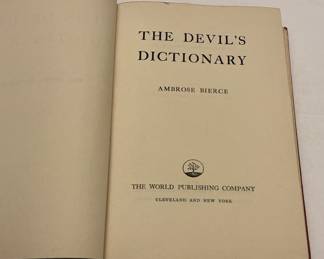 THE DEVIL'S
DICTIONARY
AMBROSE BIERCE
THE WORLD PUBLISHING COMPANY
CLEVELAND AND NEW YORK